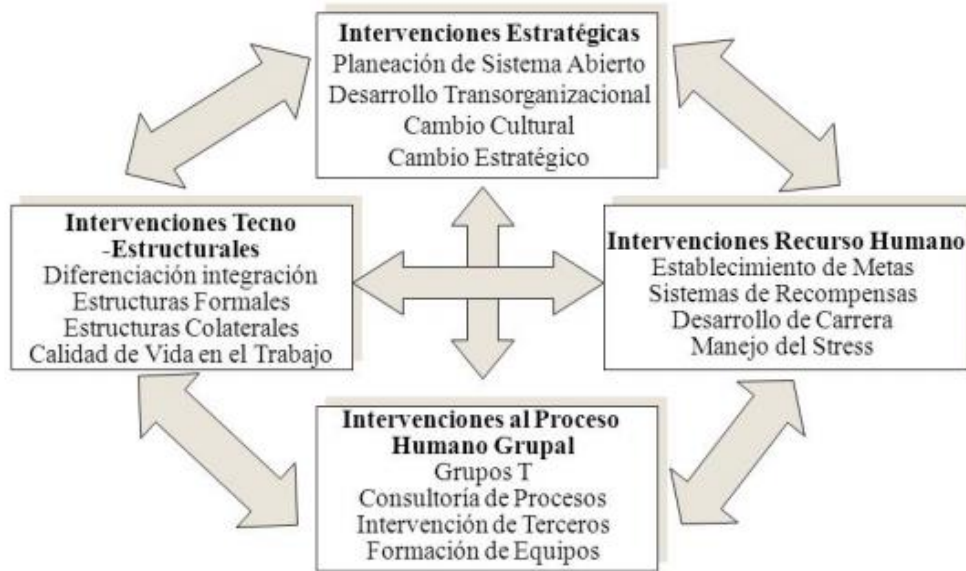 Intervenciones Estratégicas
Planeación de Sistema Abierto
Desarrollo Transorganizacional
Cambio Cultural
Cambio Estratégico
Intervenciones Tecno
-Estructurales
Diferenciación integración
Estructuras Formales
Estructuras Colaterales
Calidad de Vida en el Trabajo
Intervenciones Recurso Humano
Establecimiento de Metas
Sistemas de Recompensas
Desarrollo de Carrera
Manejo del Stress
Intervenciones al Proceso
Humano Grupal
Grupos T
Consultoría de Procesos
Intervención de Terceros
Formación de Equipos